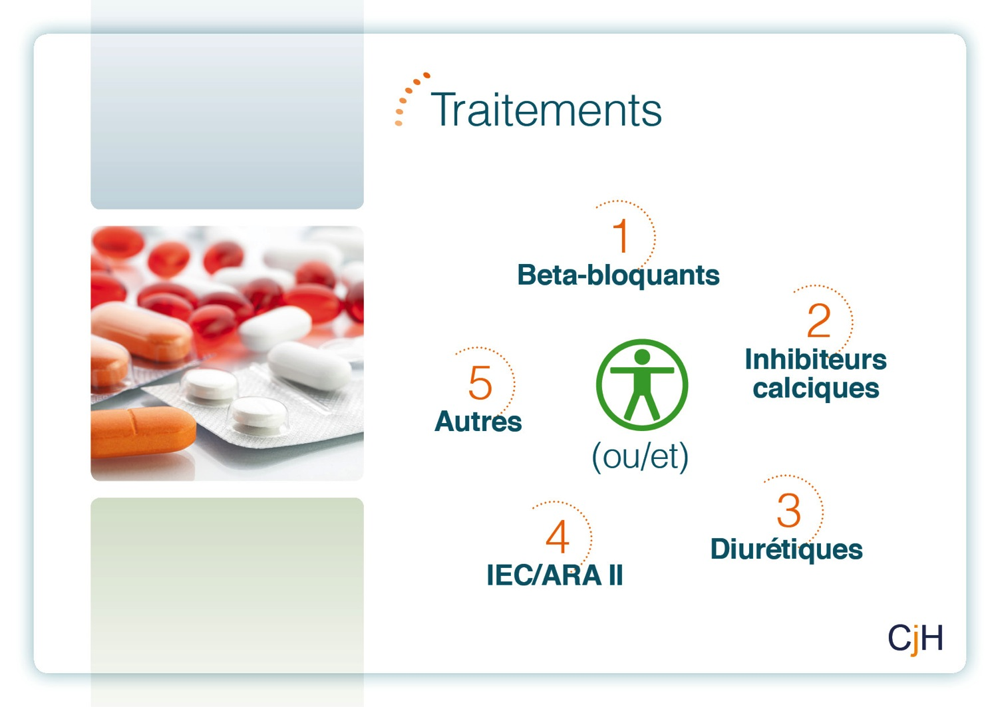 Traitements
1
Beta-bloquants
2
Inhibiteurs
calciques
5
Autres
(ou/et)
3
Diurétiques
4
IEC/ARA II
CjH